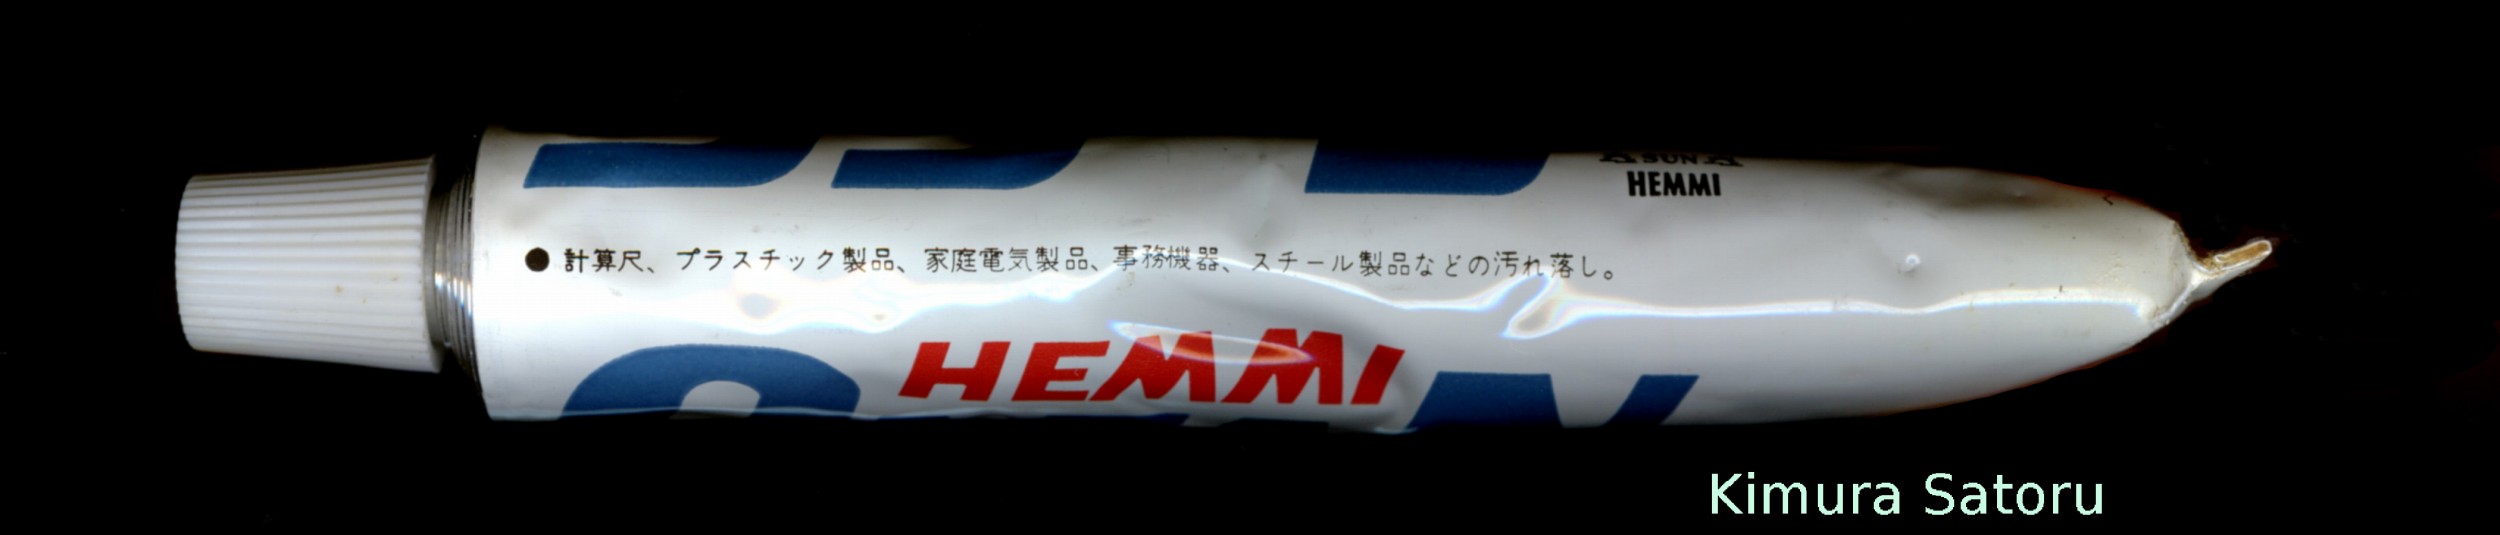 SUN
HEMMI
● 計算尺、プラスチック製品、家庭電気製品、事務機器、スチール製品などの汚れ落し。
HEMMI
Kimura Satoru